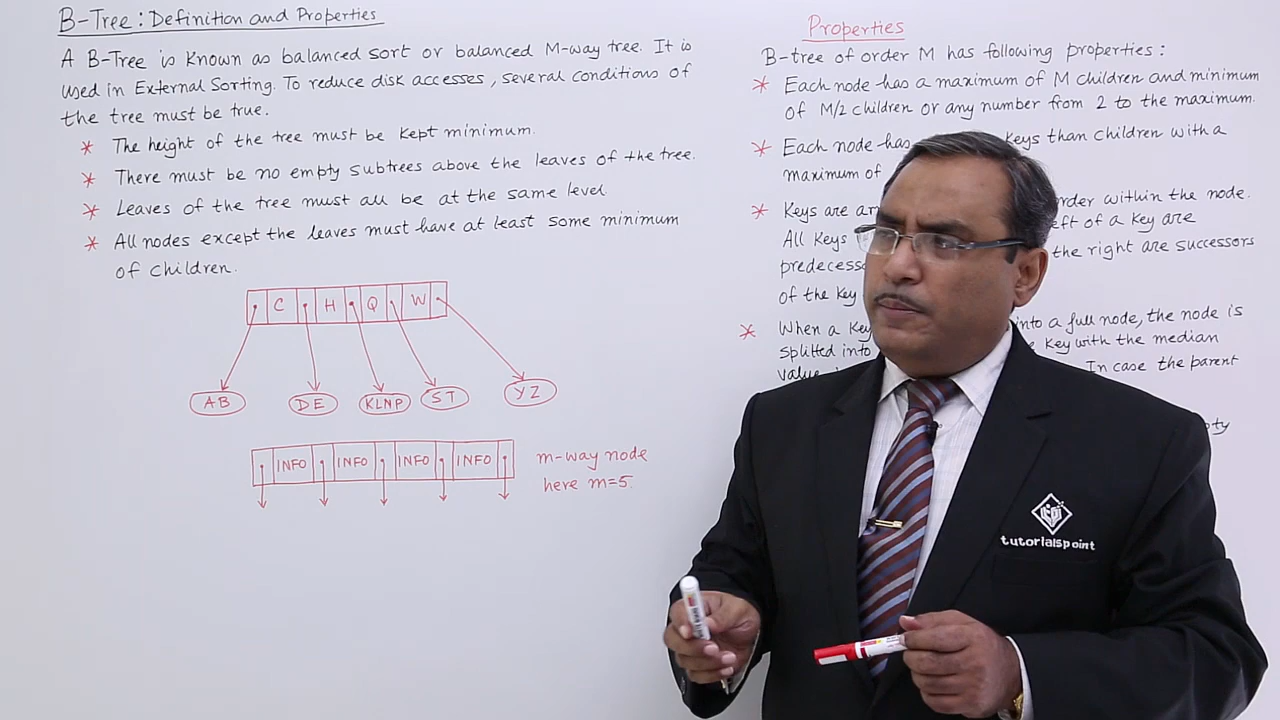 B-Tree: Definition and Properties
A B-Tree is known as balanced sort or balanced M-way tree. It is
used in External Sorting. To reduce disk accesses, several conditions of
the tree must be true.
* The height of the tree must be kept minimum.
* There must be no empty subtrees above the leaves of the tree.
* Leaves of the tree must all be at the same level
* All nodes except the leaves must have at least some minimum
of children.
C H Q W
AB DE KLNP ST YZ
INFO INFO INFO INFO
m-way node
here m=5.
Properties
B-tree of order M has following properties:
* Each node has a maximum of M children and minimum
of M/2 children or any number from 2 to the maximum.
* Each node has keys than children with a
maximum of
* Keys are within the node.
All keys left of a key are
the right are successors
of the key
* When a key into a full node, the node is
splitted into key with the median
In case the parent
tutorialspoint